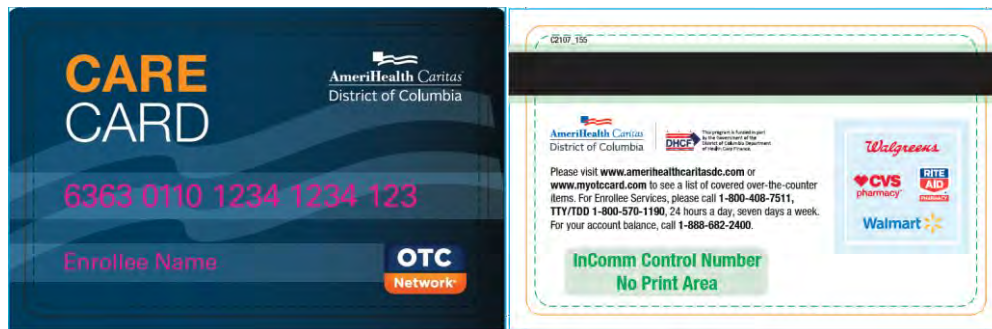 CARE
CARD
AmeriHealth Caritas
District of Columbia
6363 0110 1234 1234 123
Enrollee Name
OTC
Network
C2107_155
AmeriHealth Caritas
District of Columbia
DHCF
This program is funded in part
by the Government of the
District of Columbia Department
of Health Care Finance.
Please visit www.amerihealthcaritasdc.com or
www.myotccard.com to see a list of covered over-the-counter
items. For Enrollee Services, please call 1-800-408-7511,
TTY/TDD 1-800-570-1190, 24 hours a day, seven days a week.
For your account balance, call 1-888-682-2400.
Walgreens
CVS
pharmacy
RITE
AID
PHARMACY
Walmart
InComm Control Number
No Print Area